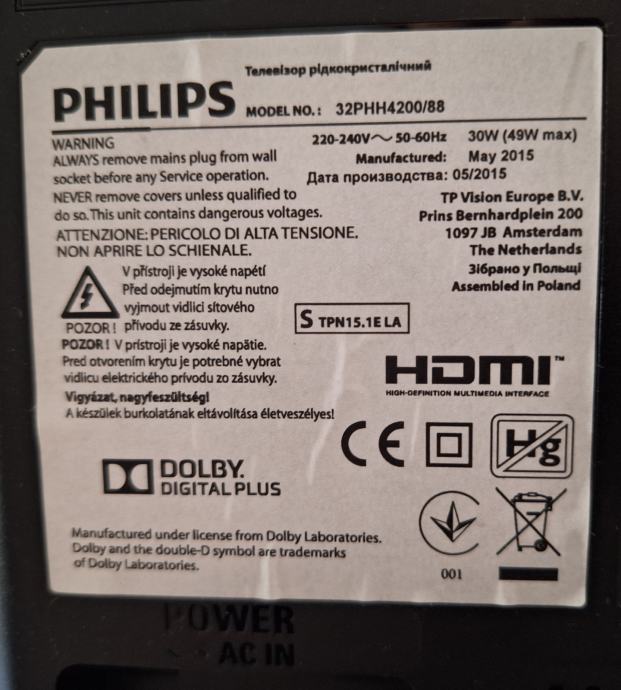 Телевізор рідкокристалічний
PHILIPS MODEL NO.: 32PHH4200/88
WARNING
ALWAYS remove mains plug from wall
socket before any Service operation.
NEVER remove covers unless qualified to
do so. This unit contains dangerous voltages.
ATTENZIONE: PERICOLO DI ALTA TENSIONE.
NON APRIRE LO SCHIENALE.
220-240V～50-60Hz 30W (49W max)
Manufactured: May 2015
Дата производства: 05/2015
TP Vision Europe B.V.
Prins Bernhardplein 200
1097 JB Amsterdam
The Netherlands
Зібрано у Польщі
Assembled in Poland
V přístroji je vysoké napětí
Před odejmutím krytu nutno
vyjmout vidlici síťového
POZOR! přívodu ze zásuvky.
POZOR! V prístroji je vysoké napätie.
Pred otvorením krytu je potrebné vybrat
vidlicu elektrického prívodu zo zásuvky.
Vigyázat, nagyfeszültség!
A készülek burkolatának eltávolítása életveszélyes!
S TPN15.1E LA
HDMI™
HIGH-DEFINITION MULTIMEDIA INTERFACE
CE
Hg
DOLBY.
DIGITAL PLUS
Manufactured under license from Dolby Laboratories.
Dolby and the double-D symbol are trademarks
of Dolby Laboratories.
001
POWER
AC IN